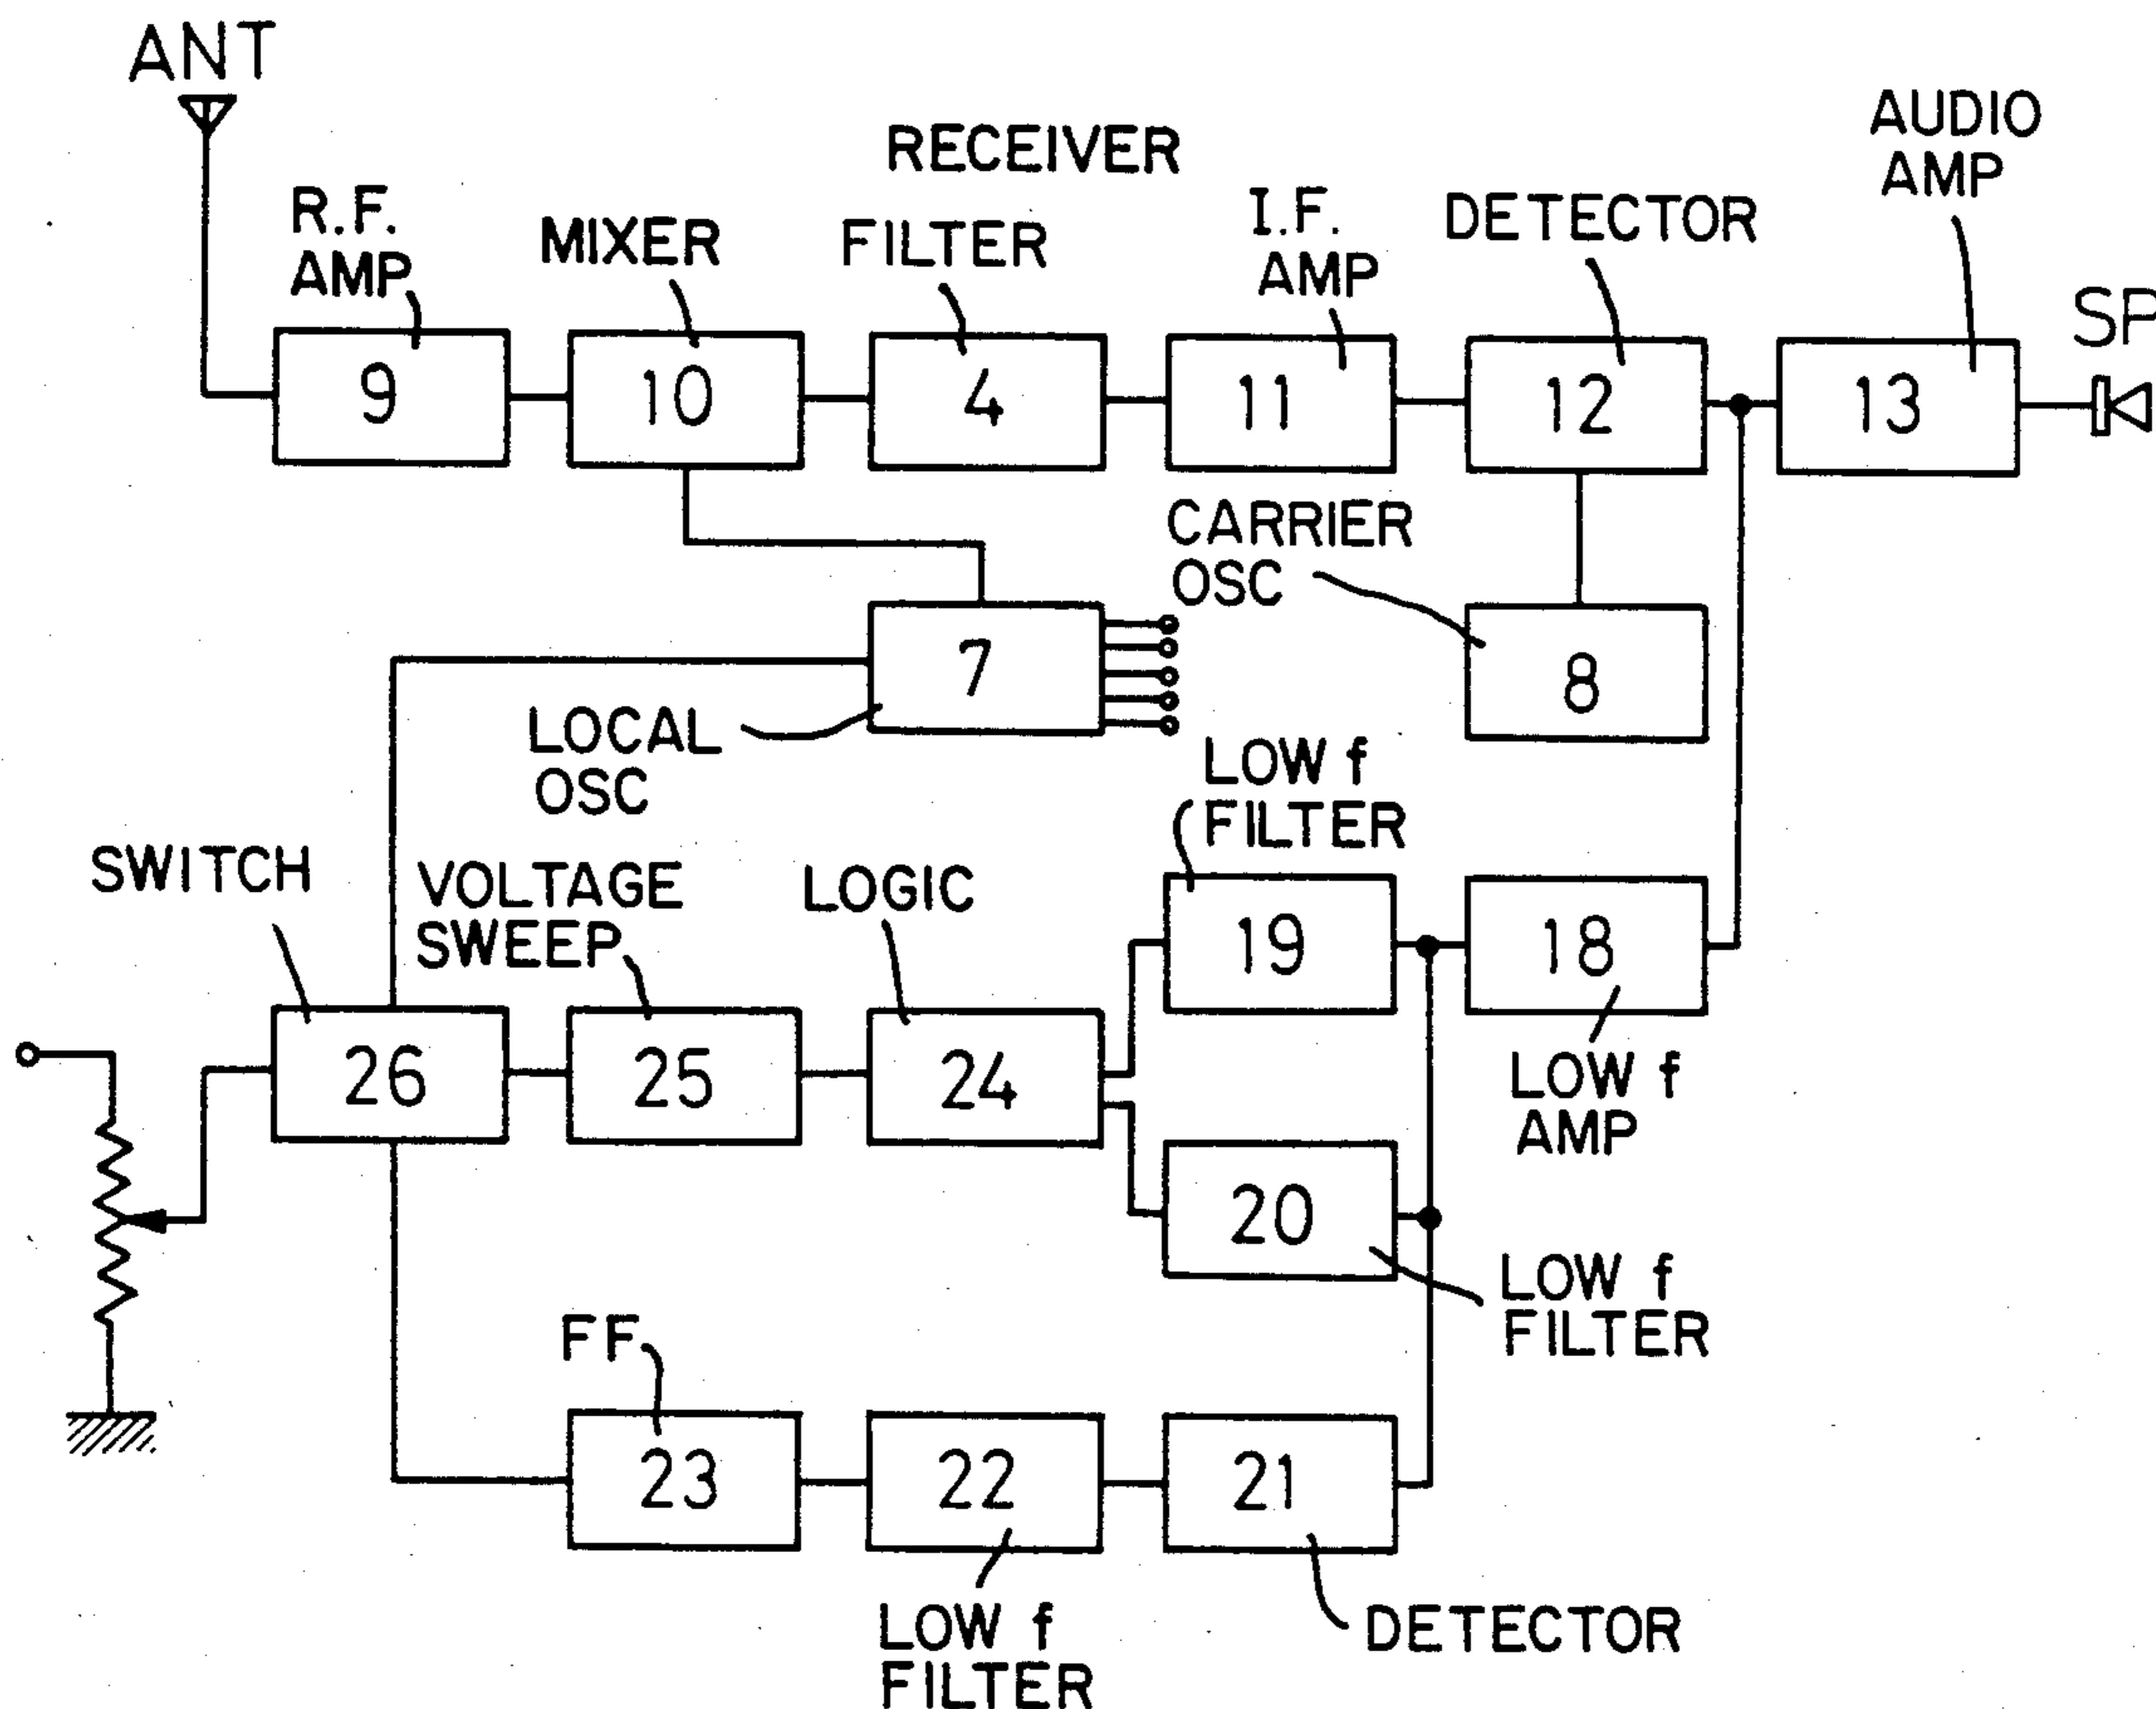 ANT
RECEIVER
AUDIO
AMP
R.F.
AMP
MIXER
FILTER
I.F.
AMP
DETECTOR
SP
9
10
4
11
12
13
CARRIER
OSC
7
8
LOCAL
OSC
LOW f
FILTER
SWITCH
VOLTAGE
SWEEP
LOGIC
19
18
26
25
24
LOW f
AMP
20
LOW f
FILTER
FF
23
22
21
LOW f
FILTER
DETECTOR